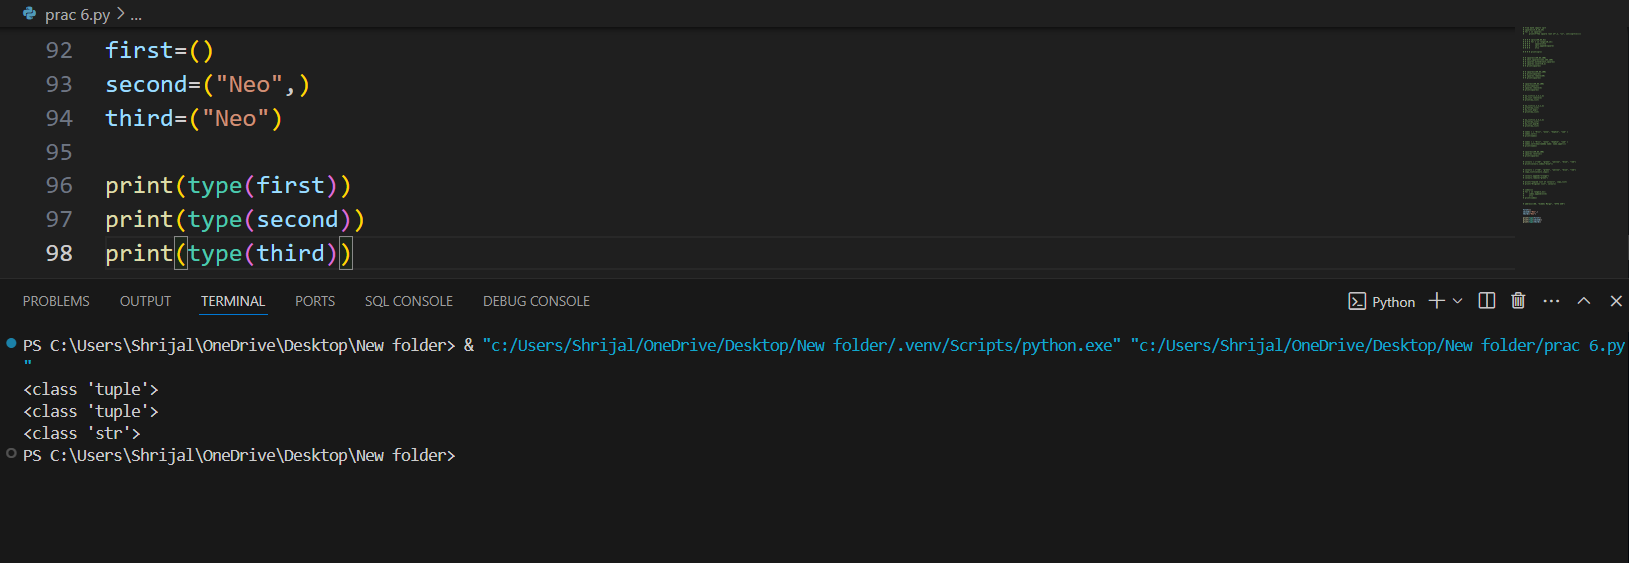 prac 6.py > ...
92 first=()
93 second=("Neo",)
94 third=("Neo")
95
96 print(type(first))
97 print(type(second))
98 print(type(third))
PROBLEMS OUTPUT TERMINAL PORTS SQL CONSOLE DEBUG CONSOLE Python
PS C:\Users\Shrijal\OneDrive\Desktop\New folder> & "c:/Users/Shrijal/OneDrive/Desktop/New folder/.venv/Scripts/python.exe" "c:/Users/Shrijal/OneDrive/Desktop/New folder/prac 6.py
"
<class 'tuple'>
<class 'tuple'>
<class 'str'>
PS C:\Users\Shrijal\OneDrive\Desktop\New folder>